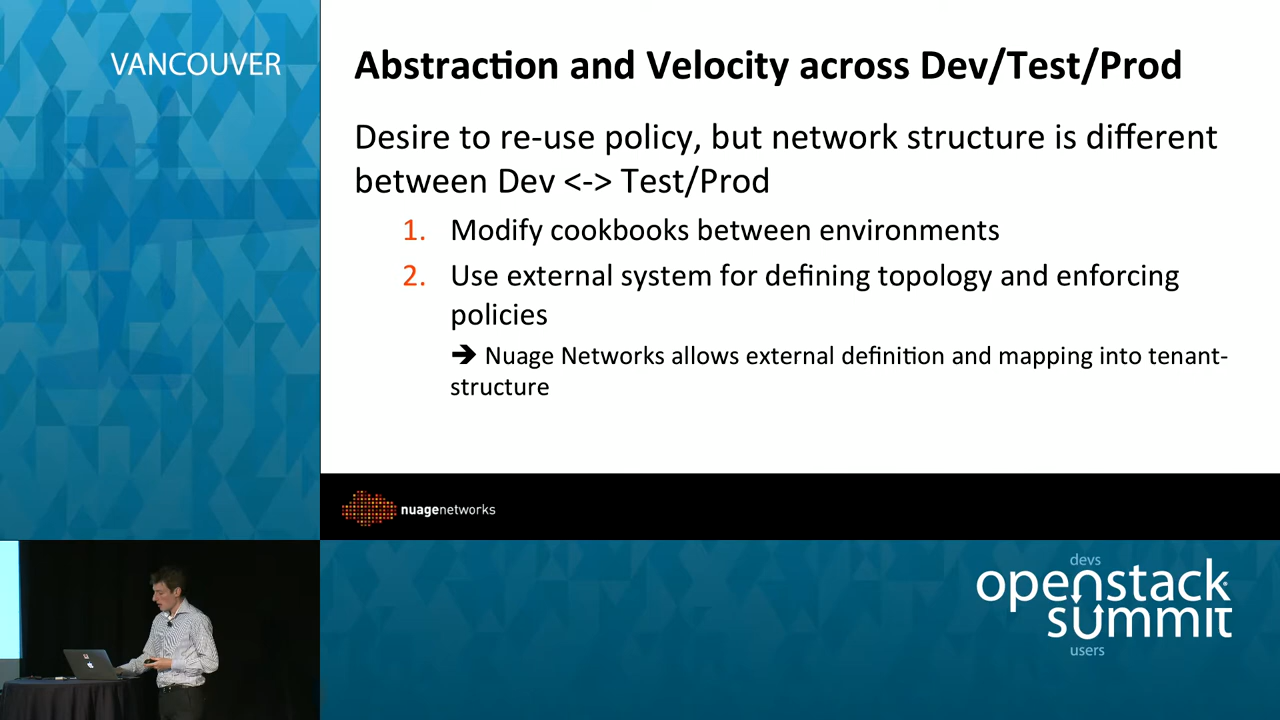 VANCOUVER
Abstraction and Velocity across Dev/Test/Prod
Desire to re-use policy, but network structure is different
between Dev <-> Test/Prod
1. Modify cookbooks between environments
2. Use external system for defining topology and enforcing
policies
➔ Nuage Networks allows external definition and mapping into tenant-
structure
nuagenetworks
devs
openstack
summit
users